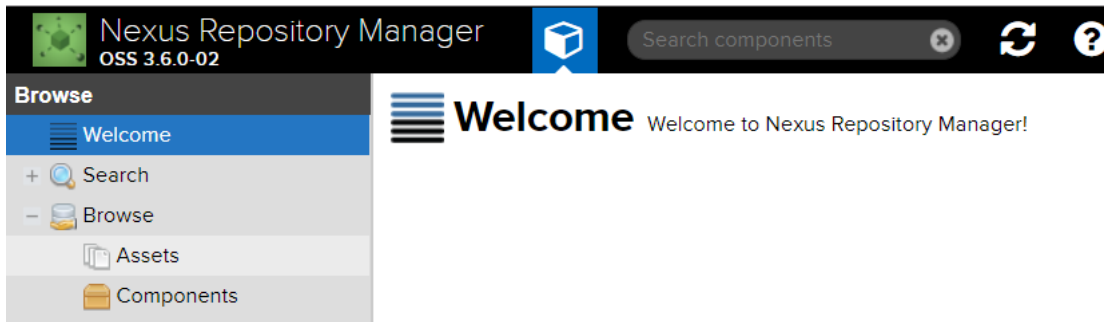 Nexus Repository Manager
OSS 3.6.0-02
Search components
Browse
Welcome
Search
Browse
Assets
Components
Welcome Welcome to Nexus Repository Manager!